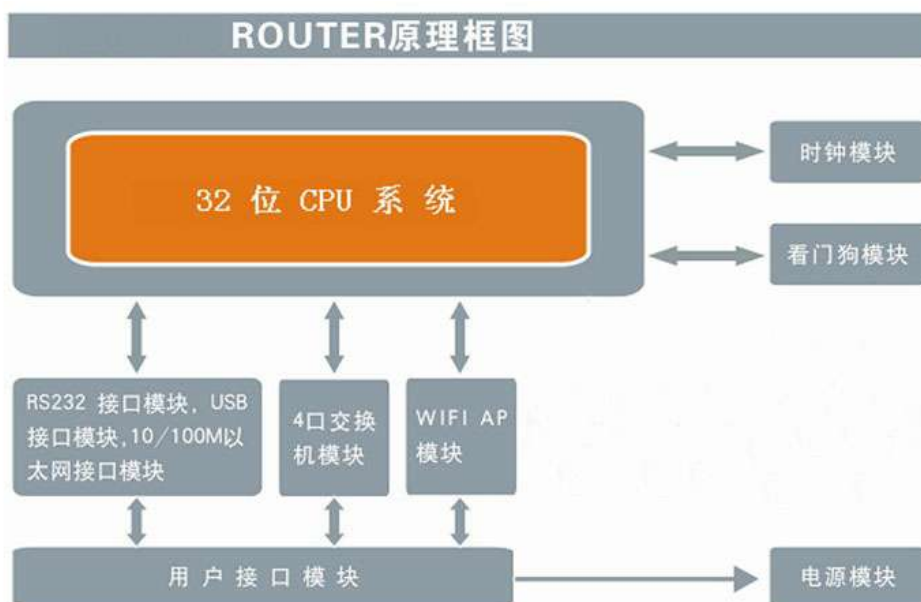 ROUTER原理框图
32 位 CPU 系 统
时钟模块
看门狗模块
RS232 接口模块, USB
接口模块,10/100M以
太网接口模块
4口交换
机模块
WIFI AP
模块
用 户 接 口 模 块
电源模块